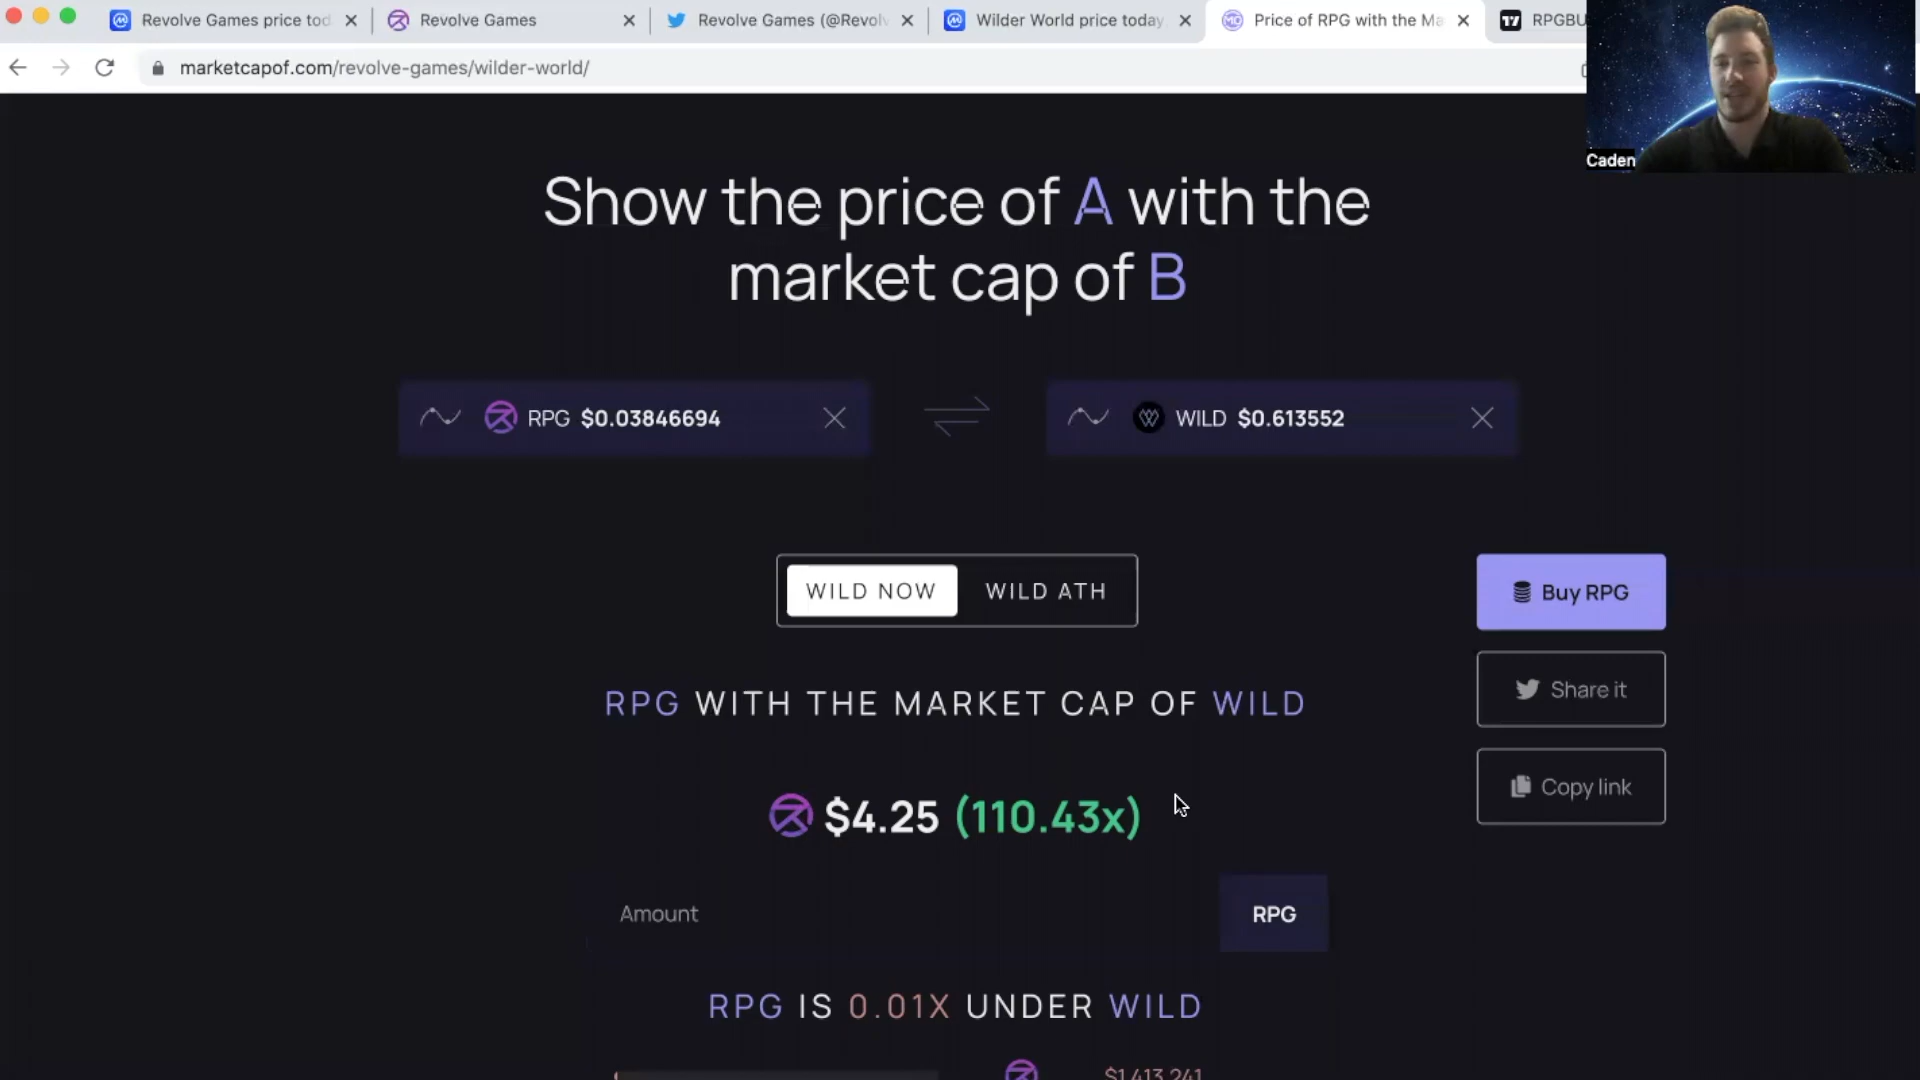 Revolve Games price tod
Revolve Games
Revolve Games (@Revolv
Wilder World price today,
Price of RPG with the Ma
RPGBU
marketcapof.com/revolve-games/wilder-world/
Caden
Show the price of A with the
market cap of B
RPG $0.03846694
WILD $0.613552
WILD NOW
WILD ATH
Buy RPG
Share it
RPG WITH THE MARKET CAP OF WILD
Copy link
$4.25 (110.43x)
Amount
RPG
RPG IS 0.01X UNDER WILD
$1,413,241